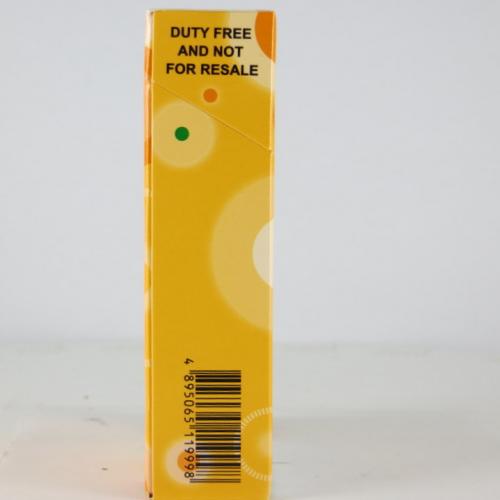 DUTY FREE
AND NOT
FOR RESALE
4 895065 119998